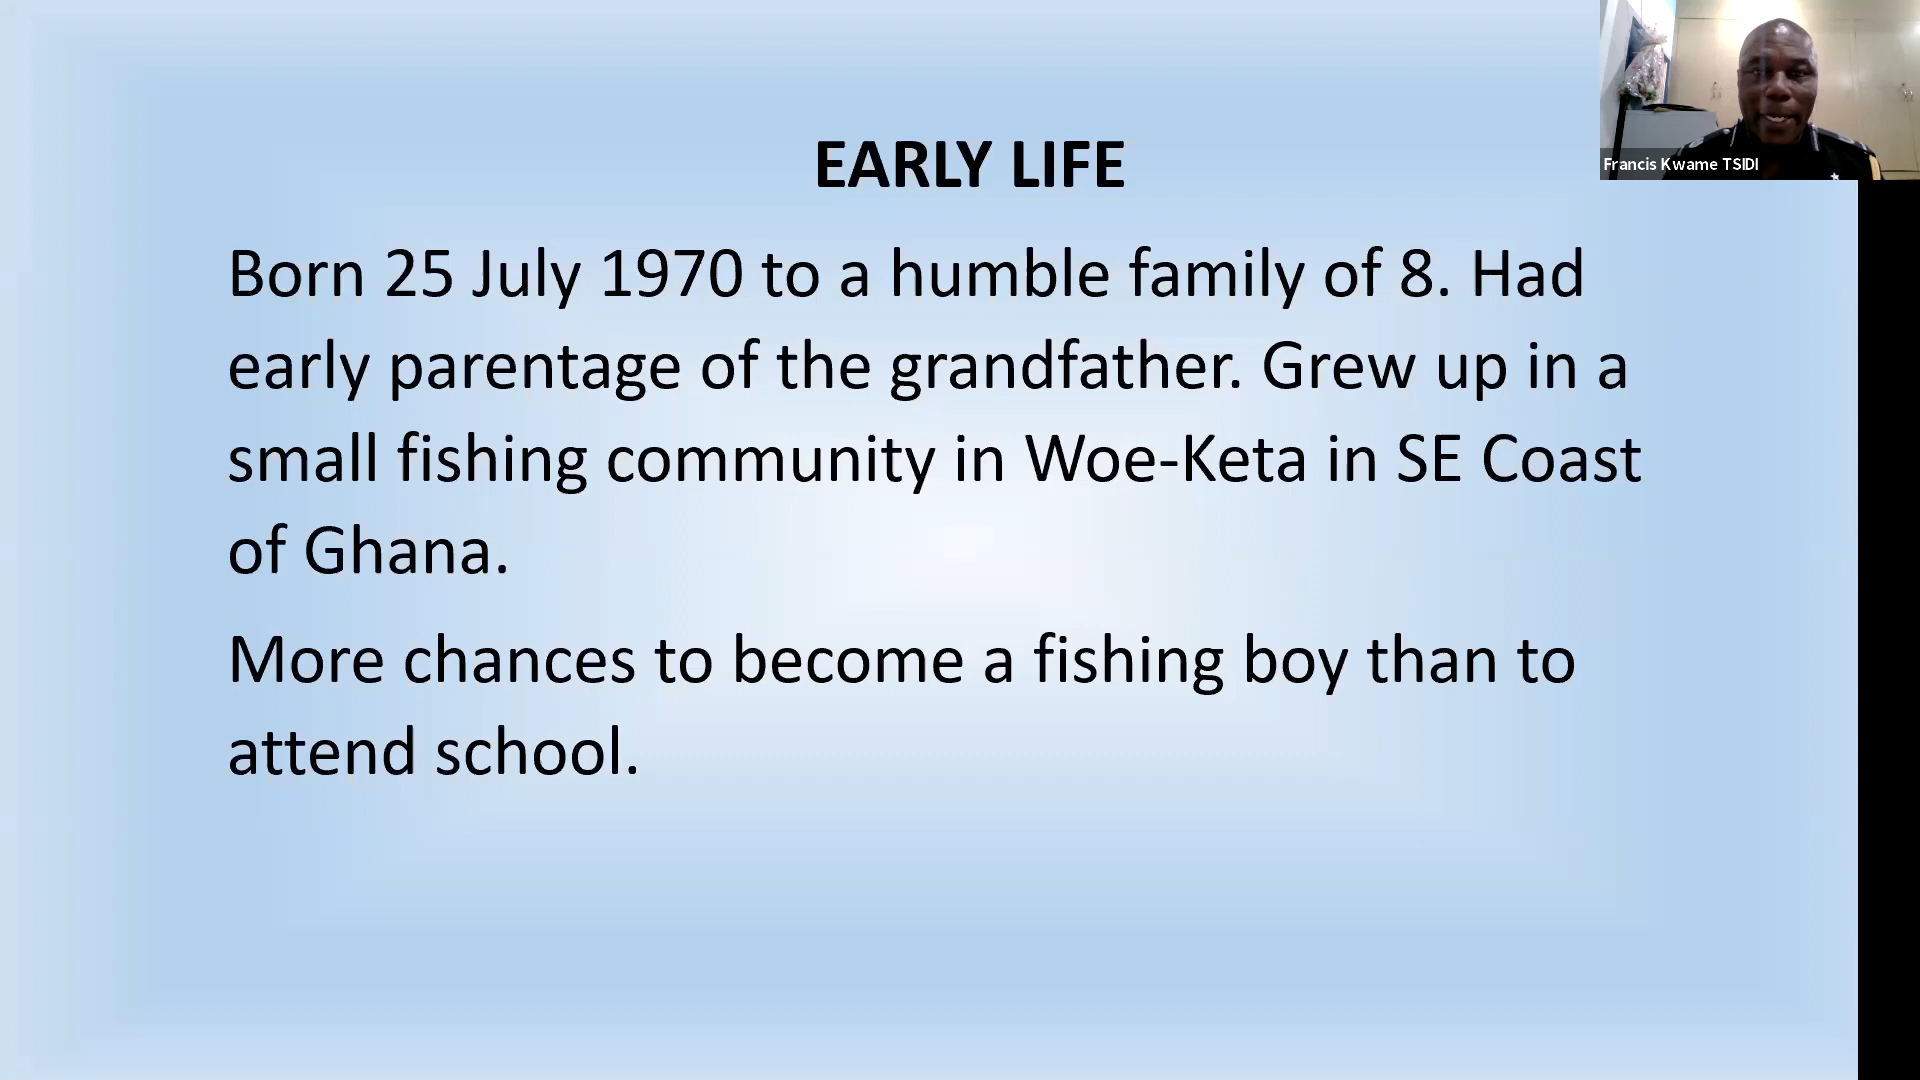 EARLY LIFE
Francis Kwame TSIDI
Born 25 July 1970 to a humble family of 8. Had
early parentage of the grandfather. Grew up in a
small fishing community in Woe-Keta in SE Coast
of Ghana.
More chances to become a fishing boy than to
attend school.